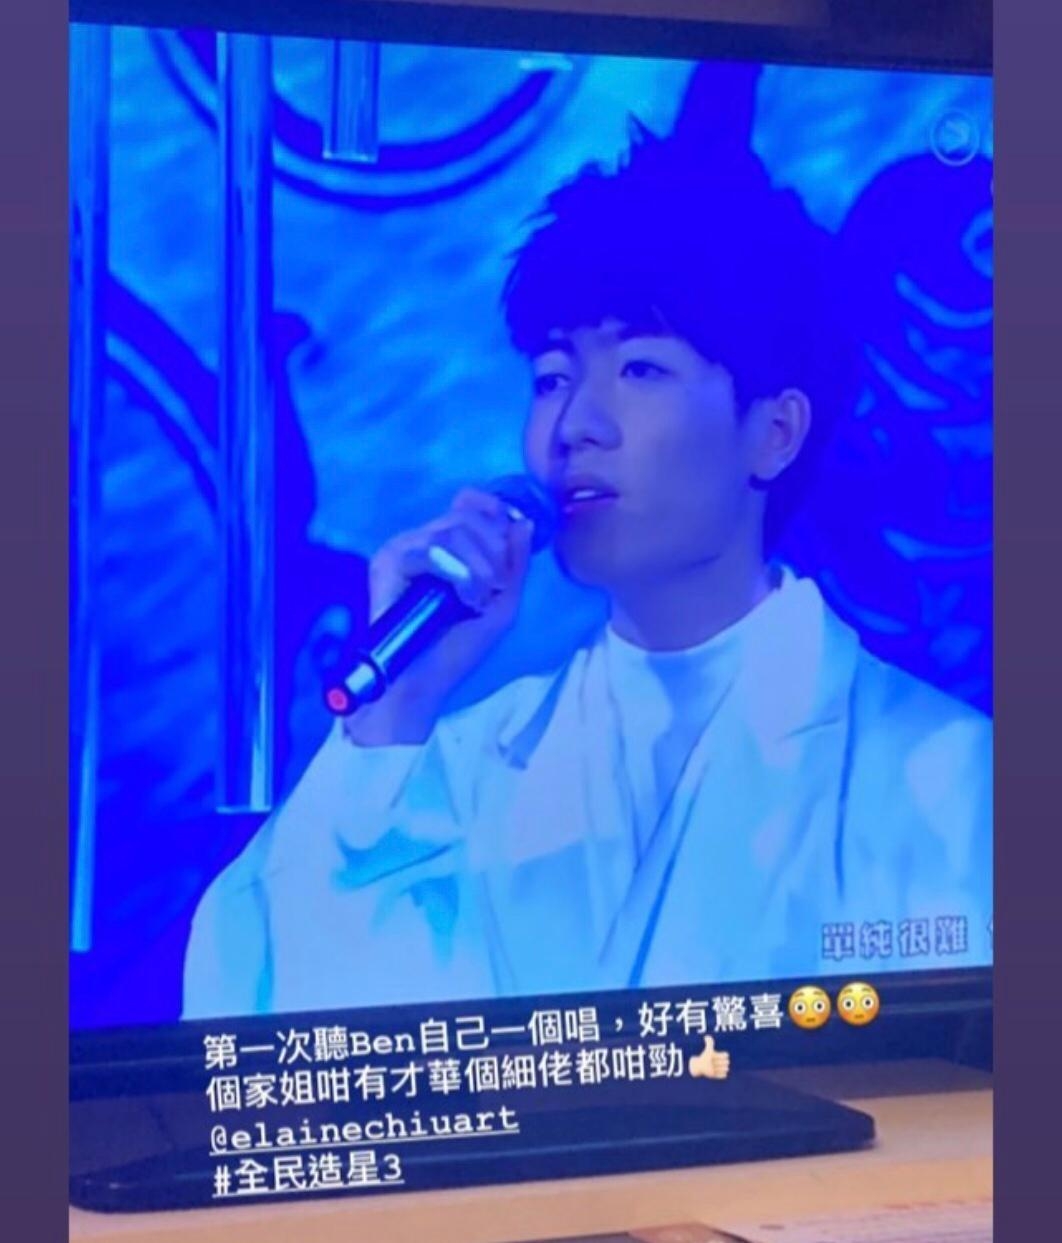 單純很難
第一次聽Ben自己一個唱，好有驚喜😳😳
個家姐咁有才華個細佬都咁勁👍🏻
@elainechiuart
#全民造星3